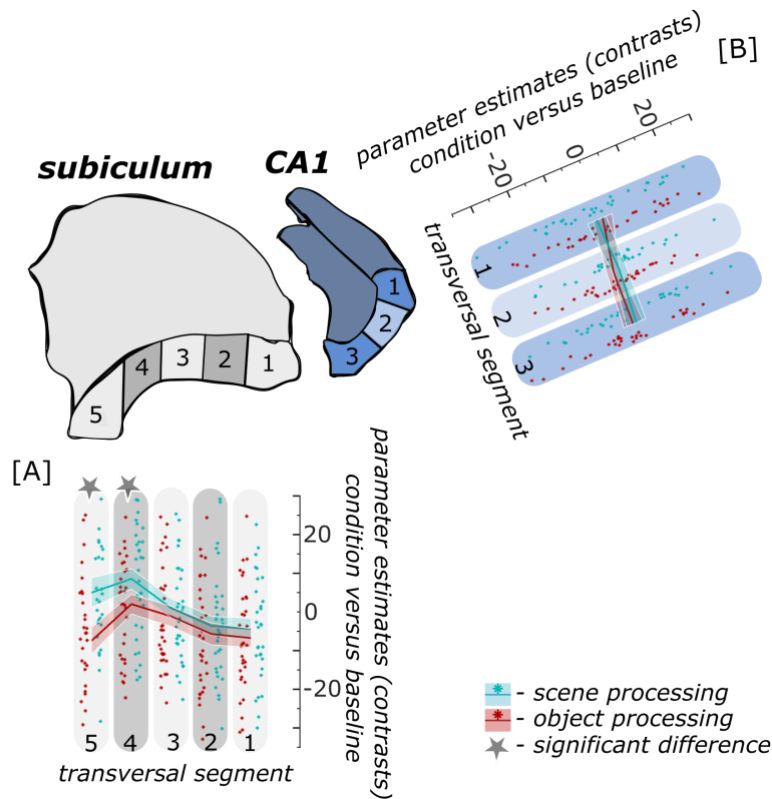 parameter estimates (contrasts)
condition versus baseline
[B]
-20
0
20
transversal segment
1
2
3
subiculum
CA1
1
2
3
5
4
3
2
1
[A]
20
0
-20
parameter estimates (contrasts)
condition versus baseline
5 4 3 2 1
transversal segment
- scene processing
- object processing
- significant difference